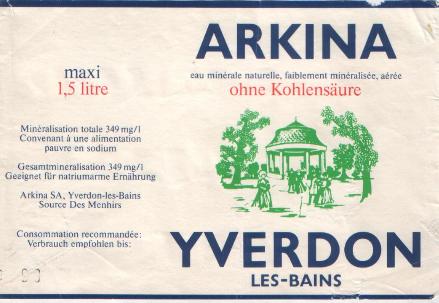 ARKINA
eau minérale naturelle, faiblement minéralisée, aérée
ohne Kohlensäure
maxi
1,5 litre
Minéralisation totale 349 mg/l
Convenant à une alimentation
pauvre en sodium
Gesamtmineralisation 349 mg/l
Geeignet für natriumarme Ernährung
Arkina SA, Yverdon-les-Bains
Source Des Menhirs
Consommation recommandée:
Verbrauch empfohlen bis:
YVERDON
LES-BAINS